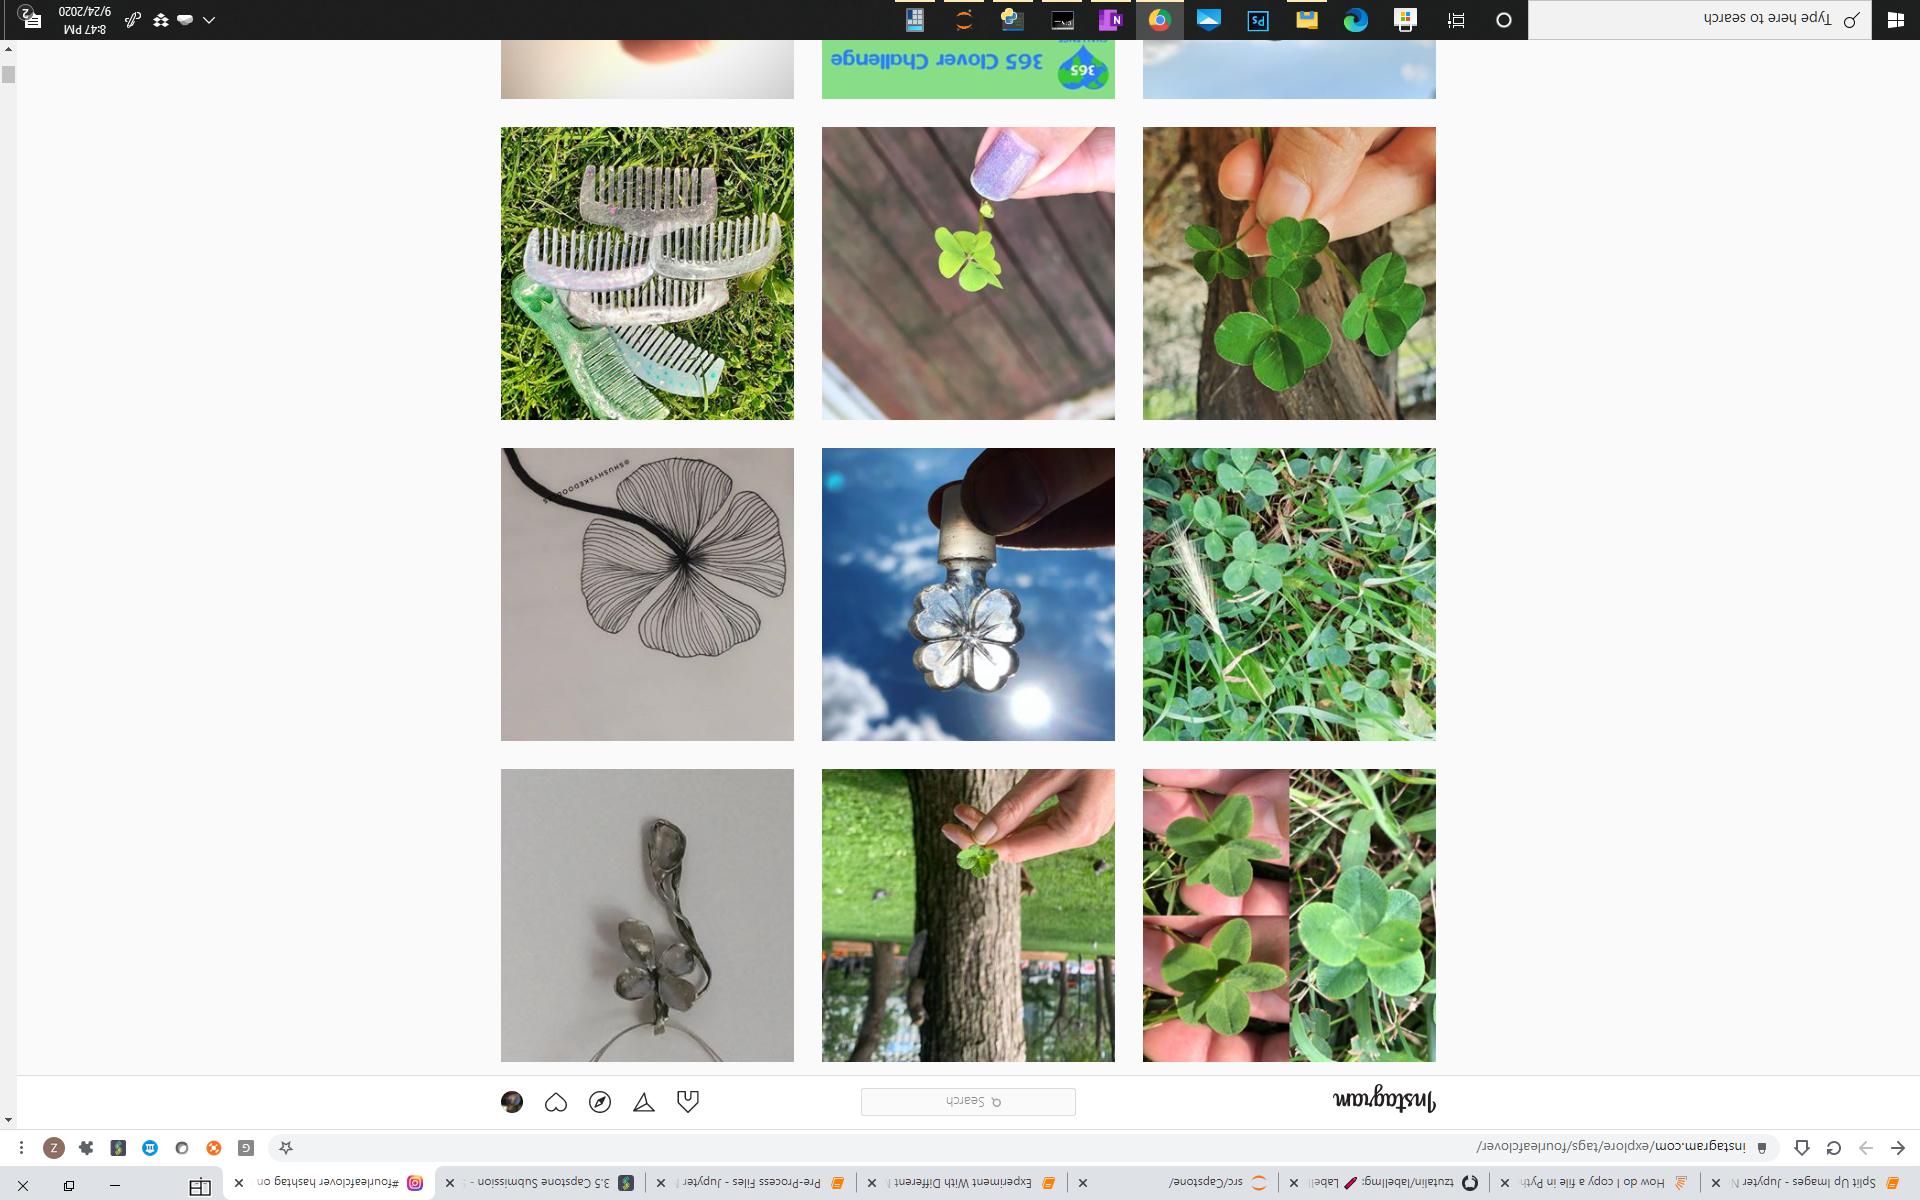 Split Up Images - Jupyter N
How do I copy a file in Pyth
tzutalin/labelImg: LabelI
src/Capstone/
Experiment With Different M
Pre-Process Files - Jupyter
3.5 Capstone Submission -
#fourleafclover hashtag on
instagram.com/explore/tags/fourleafclover/
Z
Instagram
Search
365
365 Clover Challenge
Type here to search
8:47 PM
9/24/2020
2